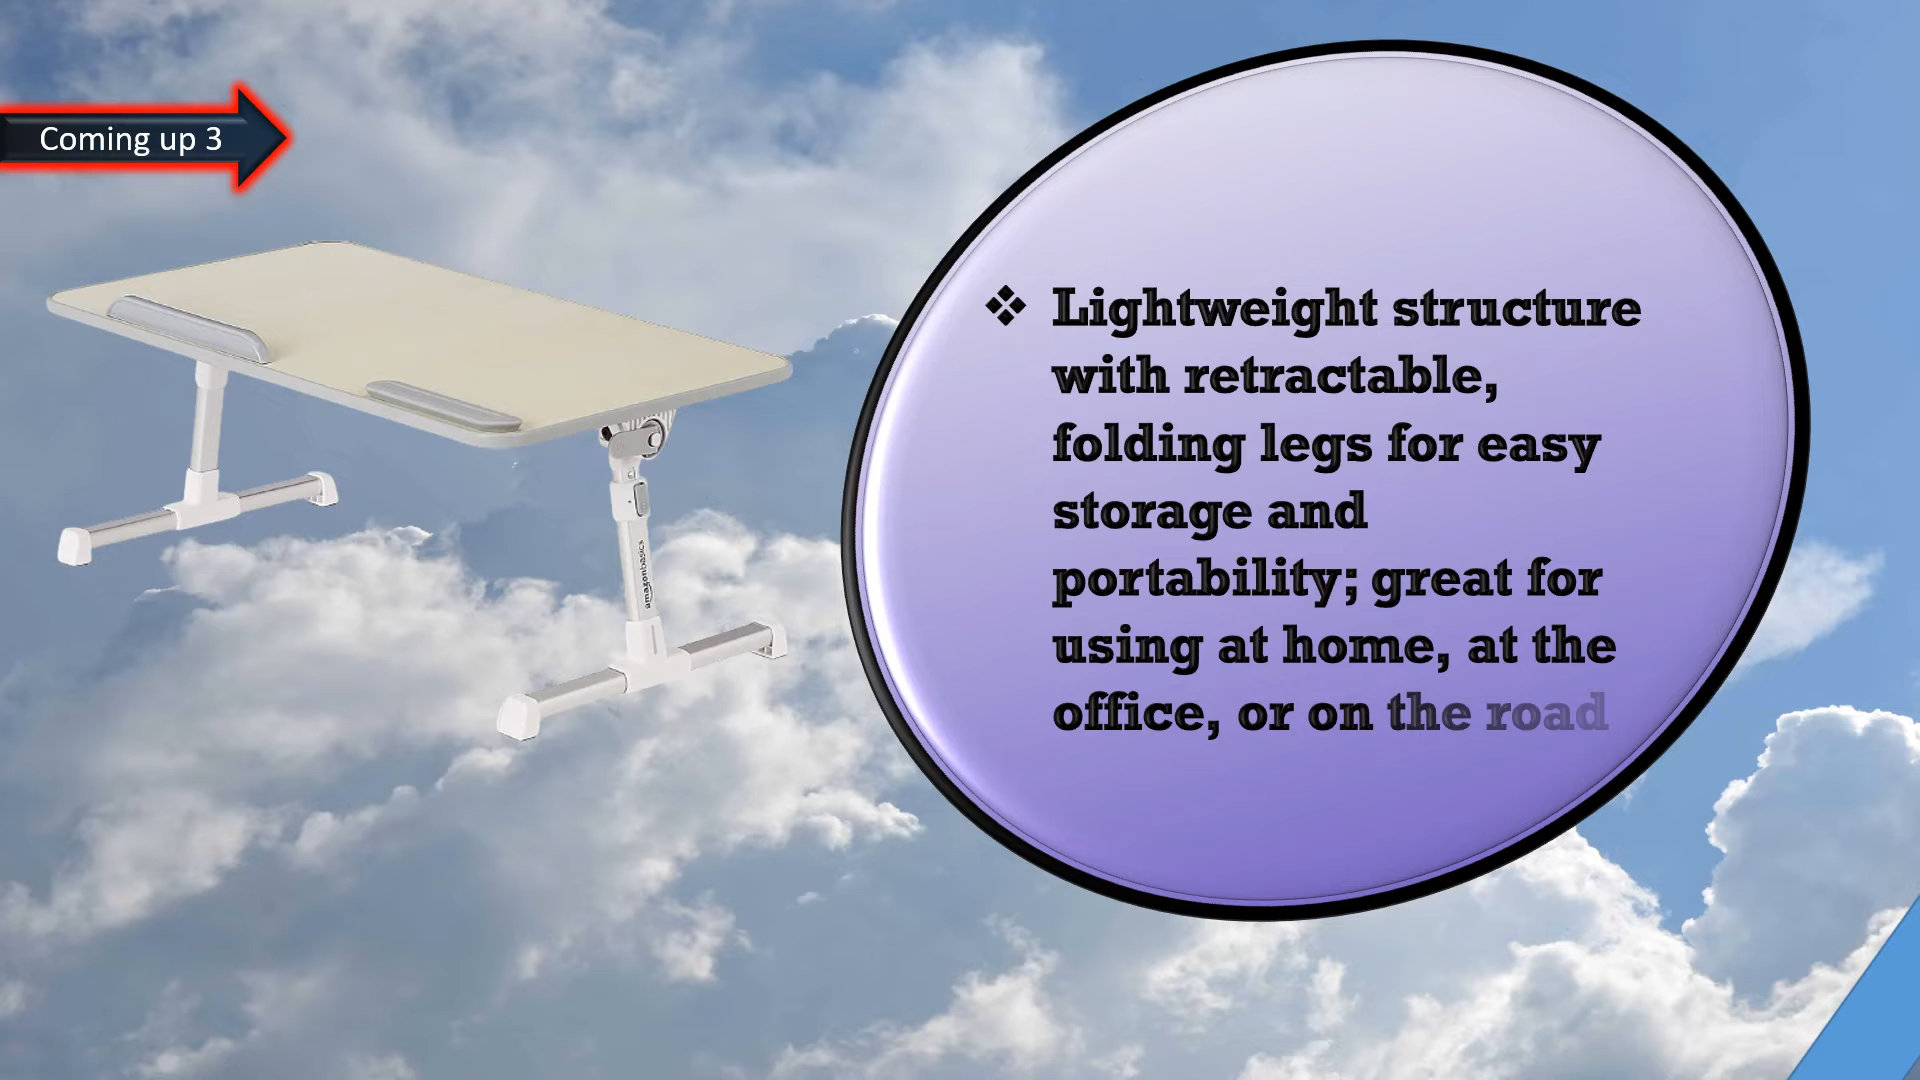 Coming up 3
❖ Lightweight structure
with retractable,
folding legs for easy
storage and
portability; great for
using at home, at the
office, or on the road
amazonbasics